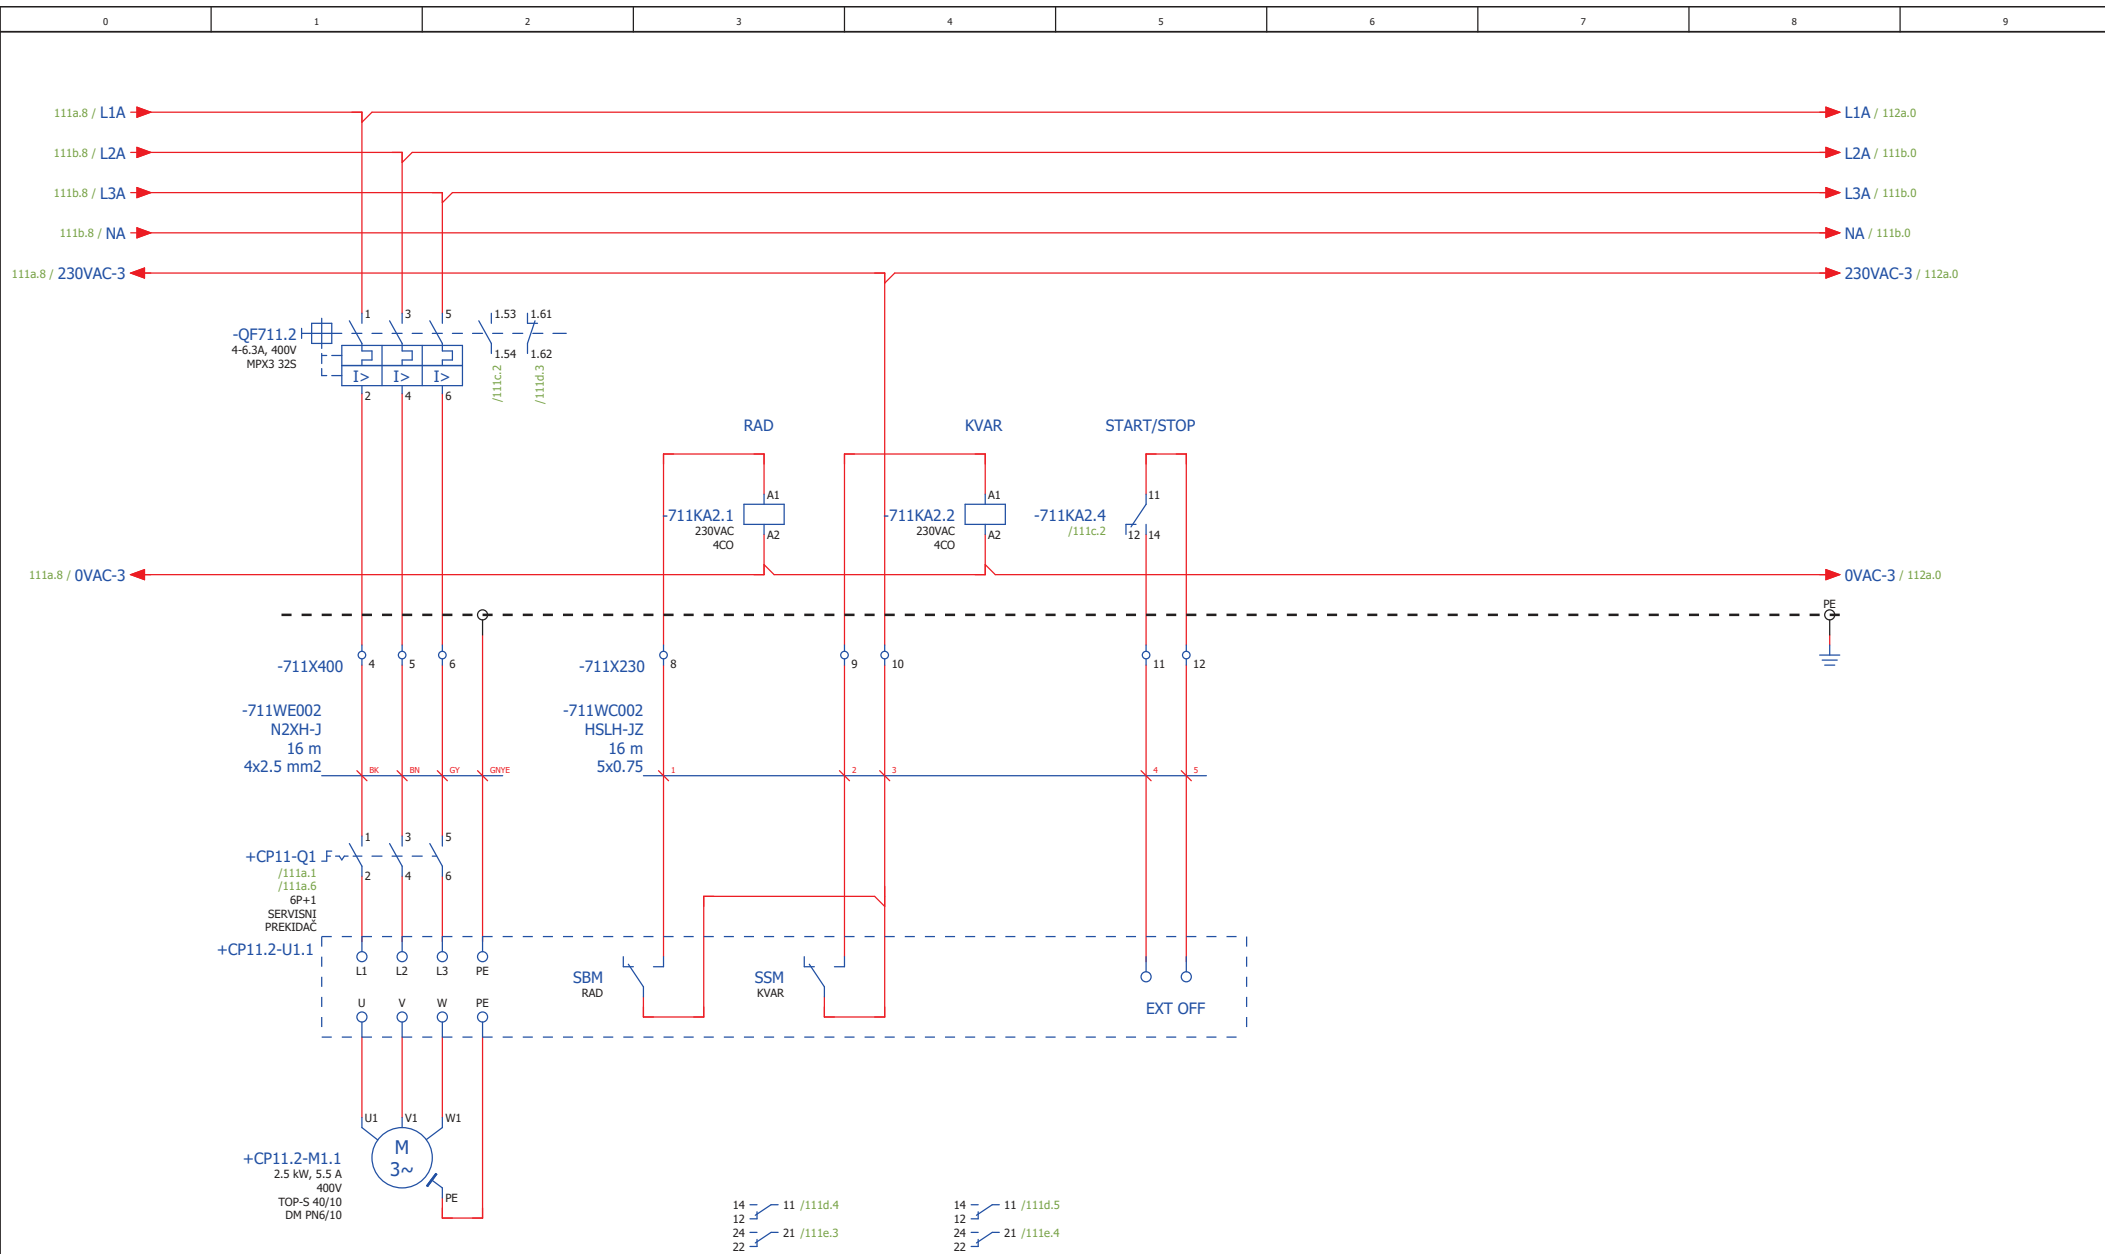 0 1 2 3 4 5 6 7 8 9
111a.8 / L1A L1A / 112a.0
111b.8 / L2A L2A / 111b.0
111b.8 / L3A L3A / 111b.0
111b.8 / NA NA / 111b.0
111a.8 / 230VAC-3 230VAC-3 / 112a.0
1 3 5 1.53 1.61
-QF711.2
4-6.3A, 400V
MPX3 32S
1.54 1.62
I> I> I>
2 4 6
/111c.2 /111d.3
RAD KVAR START/STOP
A1 A1 11
-711KA2.1 -711KA2.2 -711KA2.4
230VAC 230VAC /111c.2
4CO 4CO
A2 A2 12 14
111a.8 / 0VAC-3 0VAC-3 / 112a.0
PE
-711X400 4 5 6 -711X230 8 9 10 11 12
-711WE002
N2XH-J
16 m
4x2.5 mm2
BK BN GY GNYE
-711WC002
HSLH-JZ
16 m
5x0.75
1 2 3 4 5
1 3 5
+CP11-Q1
2 4 6
/111a.1
/111a.6
6P+1
SERVISNI
PREKIDAČ
+CP11.2-U1.1
L1 L2 L3 PE
SBM
RAD
SSM
KVAR
U V W PE
EXT OFF
U1 V1 W1
M
3~
+CP11.2-M1.1
2.5 kW, 5.5 A
400V
TOP-S 40/10
DM PN6/10
PE
14 11 /111d.4 14 11 /111d.5
12 12
24 21 /111e.3 24 21 /111e.4
22 22